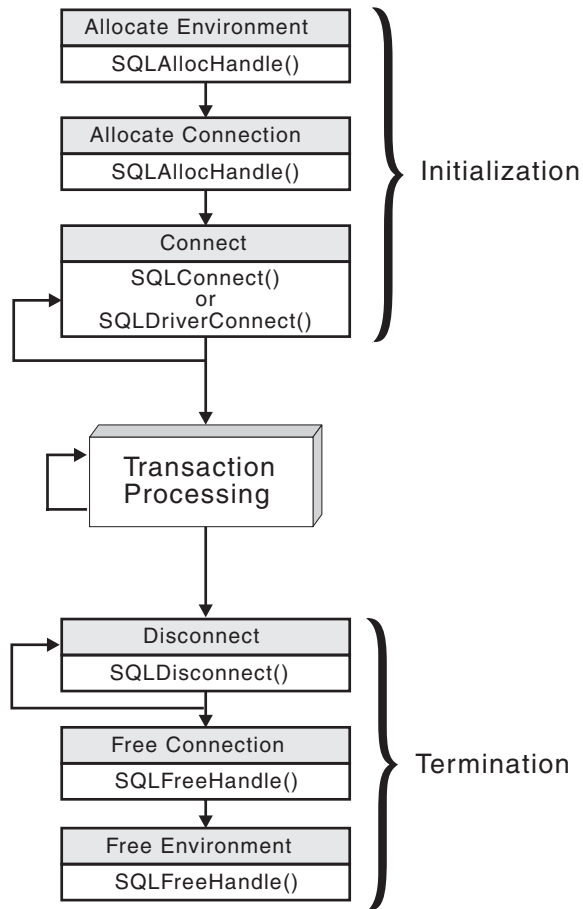 Allocate Environment
SQLAllocHandle()
Allocate Connection
SQLAllocHandle()
Initialization
Connect
SQLConnect()
or
SQLDriverConnect()
Transaction
Processing
Disconnect
SQLDisconnect()
Free Connection
SQLFreeHandle()
Termination
Free Environment
SQLFreeHandle()